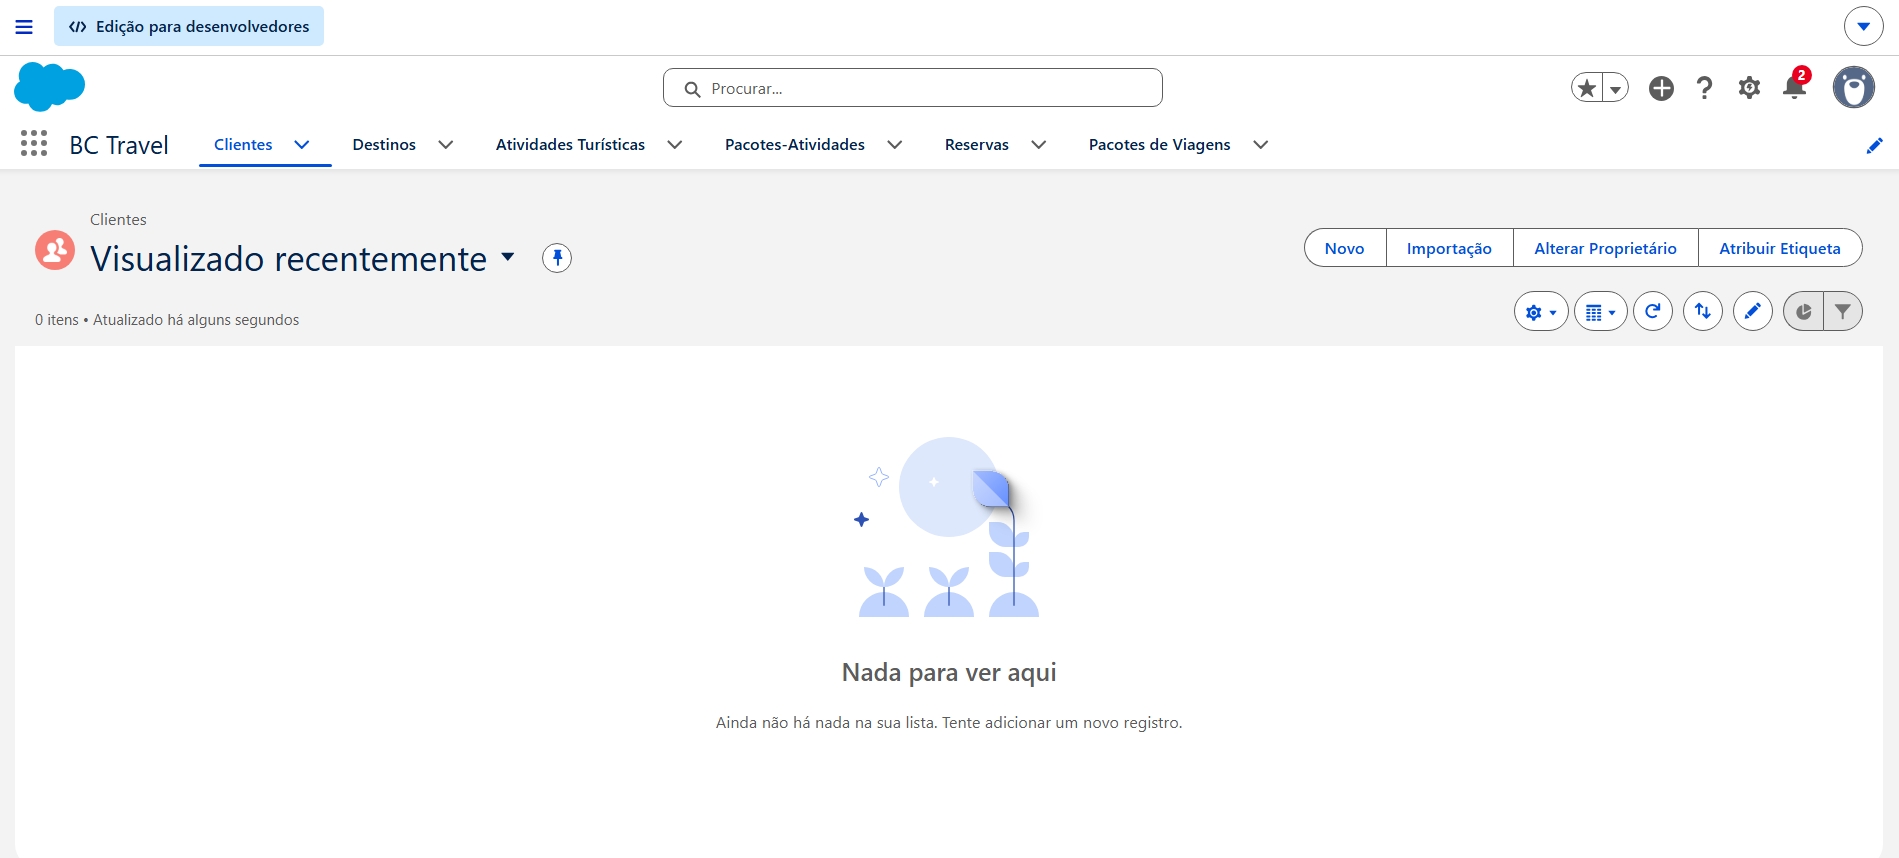 Edição para desenvolvedores
Procurar...
2
BC Travel Clientes Destinos Atividades Turísticas Pacotes-Atividades Reservas Pacotes de Viagens
Clientes
Visualizado recentemente
Novo Importação Alterar Proprietário Atribuir Etiqueta
0 itens • Atualizado há alguns segundos
Nada para ver aqui
Ainda não há nada na sua lista. Tente adicionar um novo registro.